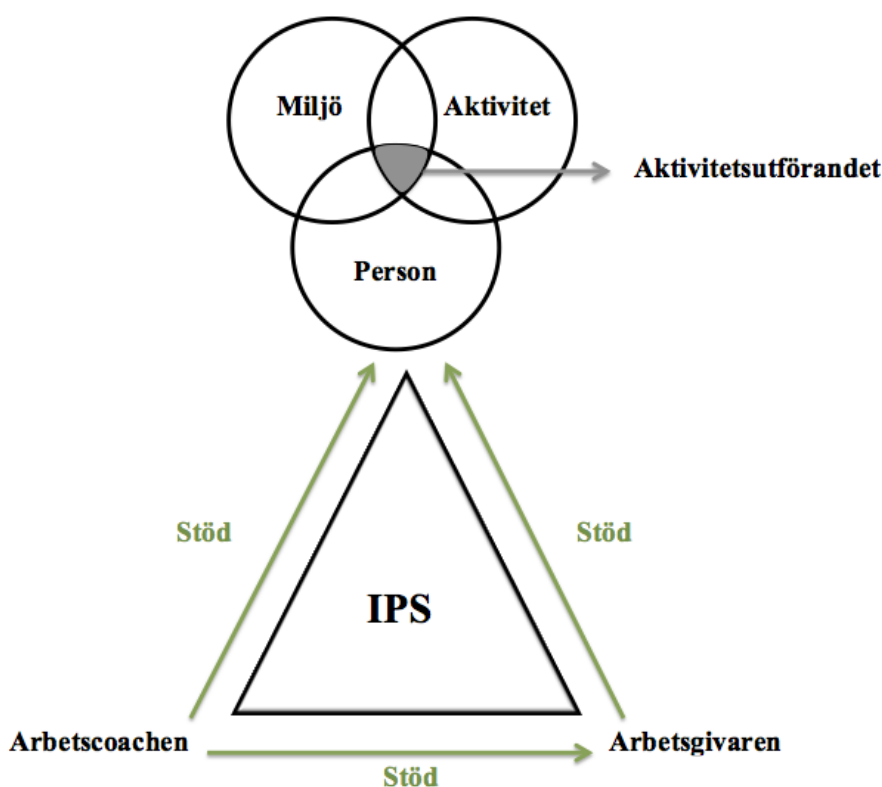 Miljö
Aktivitet
Aktivitetsutförandet
Person
Stöd
Stöd
IPS
Arbetscoachen
Arbetsgivaren
Stöd